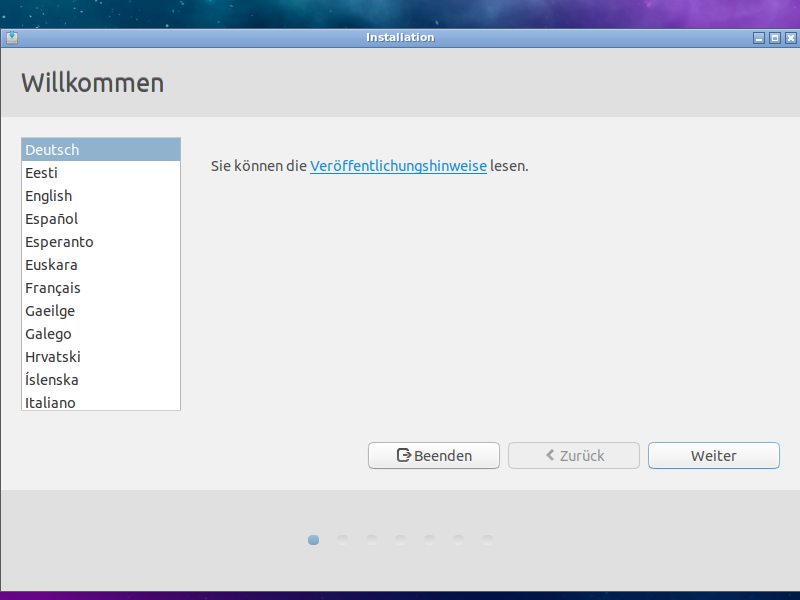 Installation
Willkommen
Deutsch
Eesti
English
Español
Esperanto
Euskara
Français
Gaeilge
Galego
Hrvatski
Íslenska
Italiano
Sie können die Veröffentlichungshinweise lesen.
Beenden
Zurück
Weiter